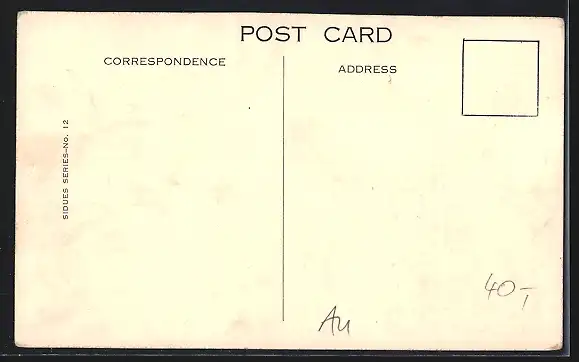 POST CARD
CORRESPONDENCE
ADDRESS
SIDUES SERIES—No. 12
40,-
Au